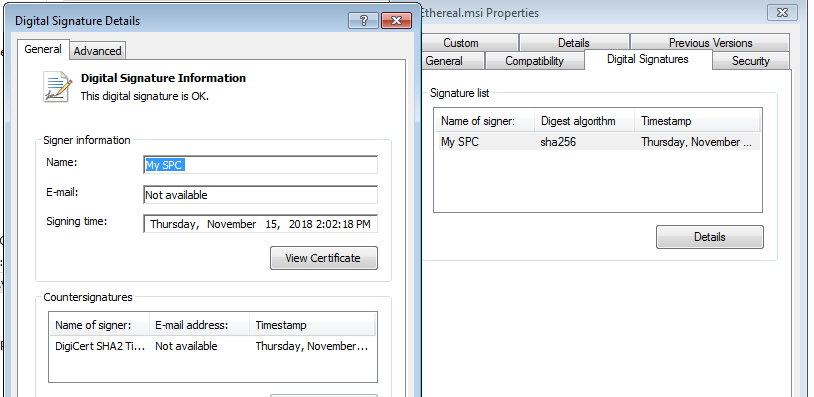 Digital Signature Details
General
Advanced
Digital Signature Information
This digital signature is OK.
Signer information
Name:
My SPC
E-mail:
Not available
Signing time:
Thursday, November 15, 2018 2:02:18 PM
View Certificate
Countersignatures
Name of signer: E-mail address: Timestamp
DigiCert SHA2 Ti... Not available Thursday, November...
Ethereal.msi Properties
Custom Details Previous Versions
General Compatibility Digital Signatures Security
Signature list
Name of signer: Digest algorithm Timestamp
My SPC sha256 Thursday, November ...
Details